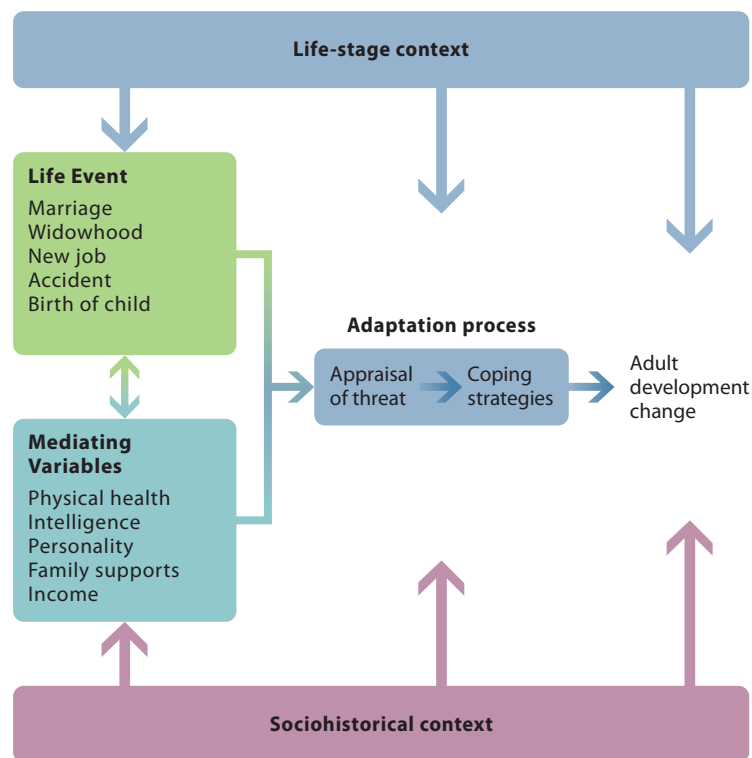 Life-stage context
Life Event
Marriage
Widowhood
New job
Accident
Birth of child
Mediating
Variables
Physical health
Intelligence
Personality
Family supports
Income
Adaptation process
Appraisal
of threat
Coping
strategies
Adult
development
change
Sociohistorical context